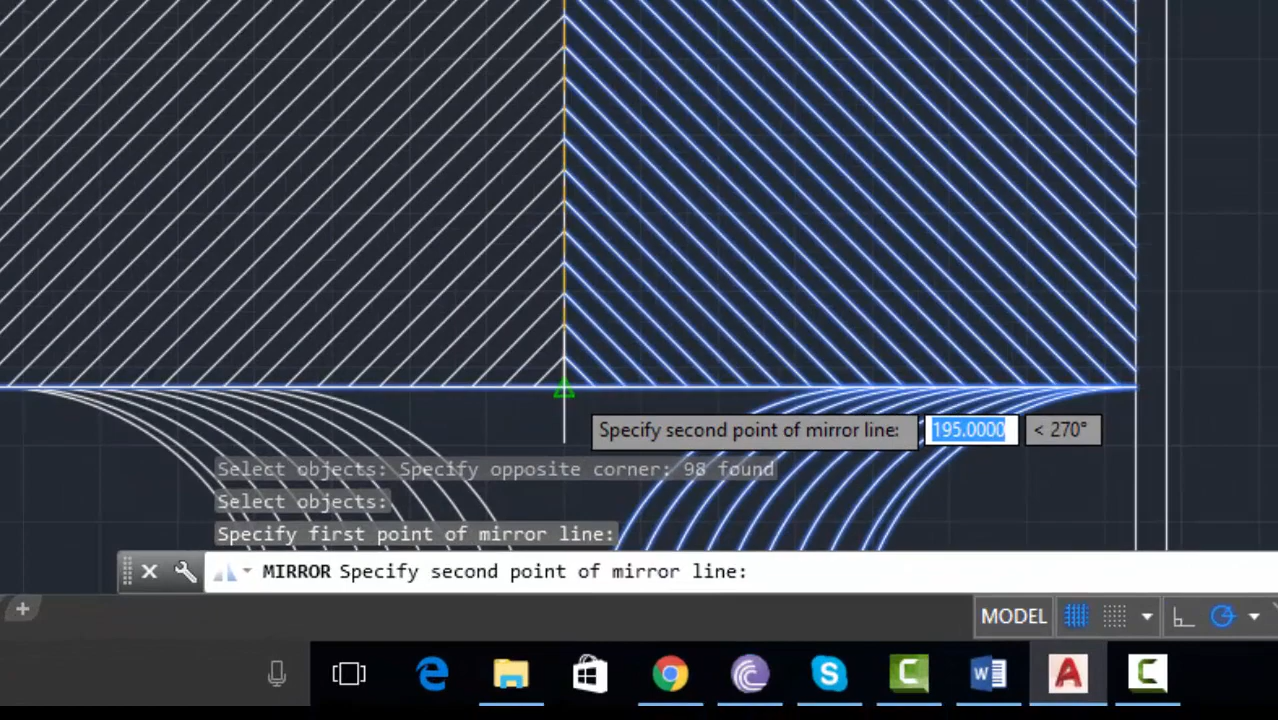 Specify second point of mirror line: 195.0000 < 270°
Select objects: Specify opposite corner: 98 found
Select objects:
Specify first point of mirror line:
MIRROR Specify second point of mirror line:
MODEL